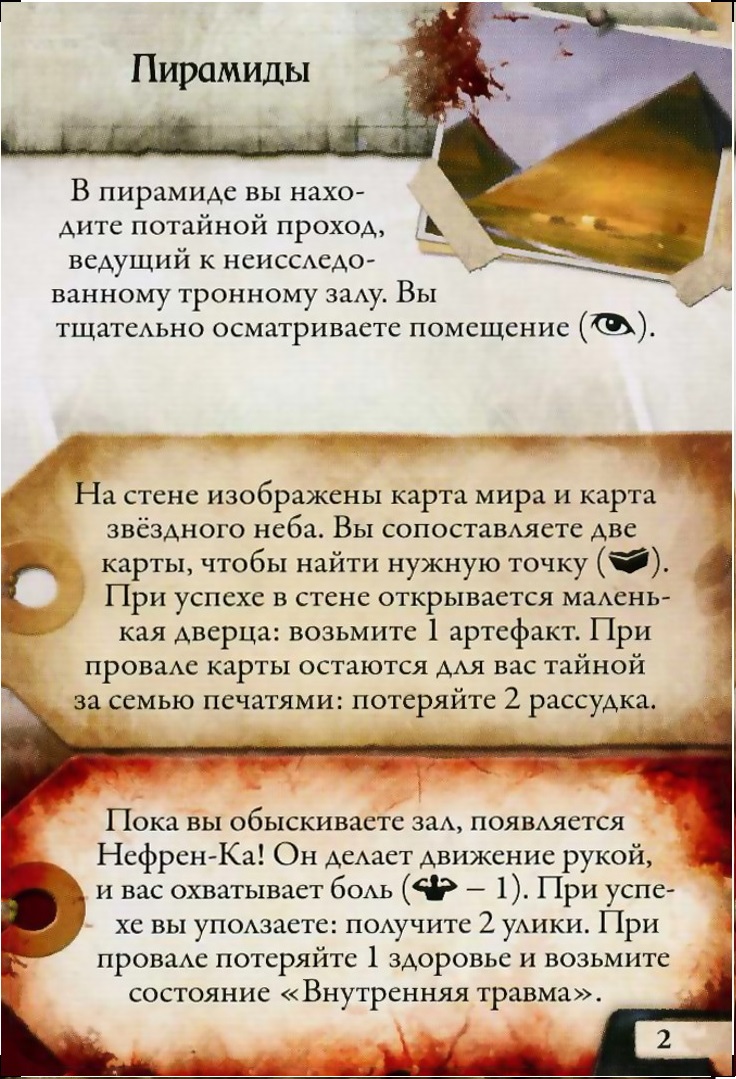 Пирамиды
В пирамиде вы нахо-
дите потайной проход,
ведущий к неисследо-
ванному тронному залу. Вы
тщательно осматриваете помещение ( ).
На стене изображены карта мира и карта
звёздного неба. Вы сопоставляете две
карты, чтобы найти нужную точку ( ).
При успехе в стене открывается малень-
кая дверца: возьмите 1 артефакт. При
провале карты остаются для вас тайной
за семью печатями: потеряйте 2 рассудка.
Пока вы обыскиваете зал, появляется
Нефрен-Ка! Он делает движение рукой,
и вас охватывает боль ( – 1). При успе-
хе вы уползаете: получите 2 улики. При
провале потеряйте 1 здоровье и возьмите
состояние «Внутренняя травма».
2